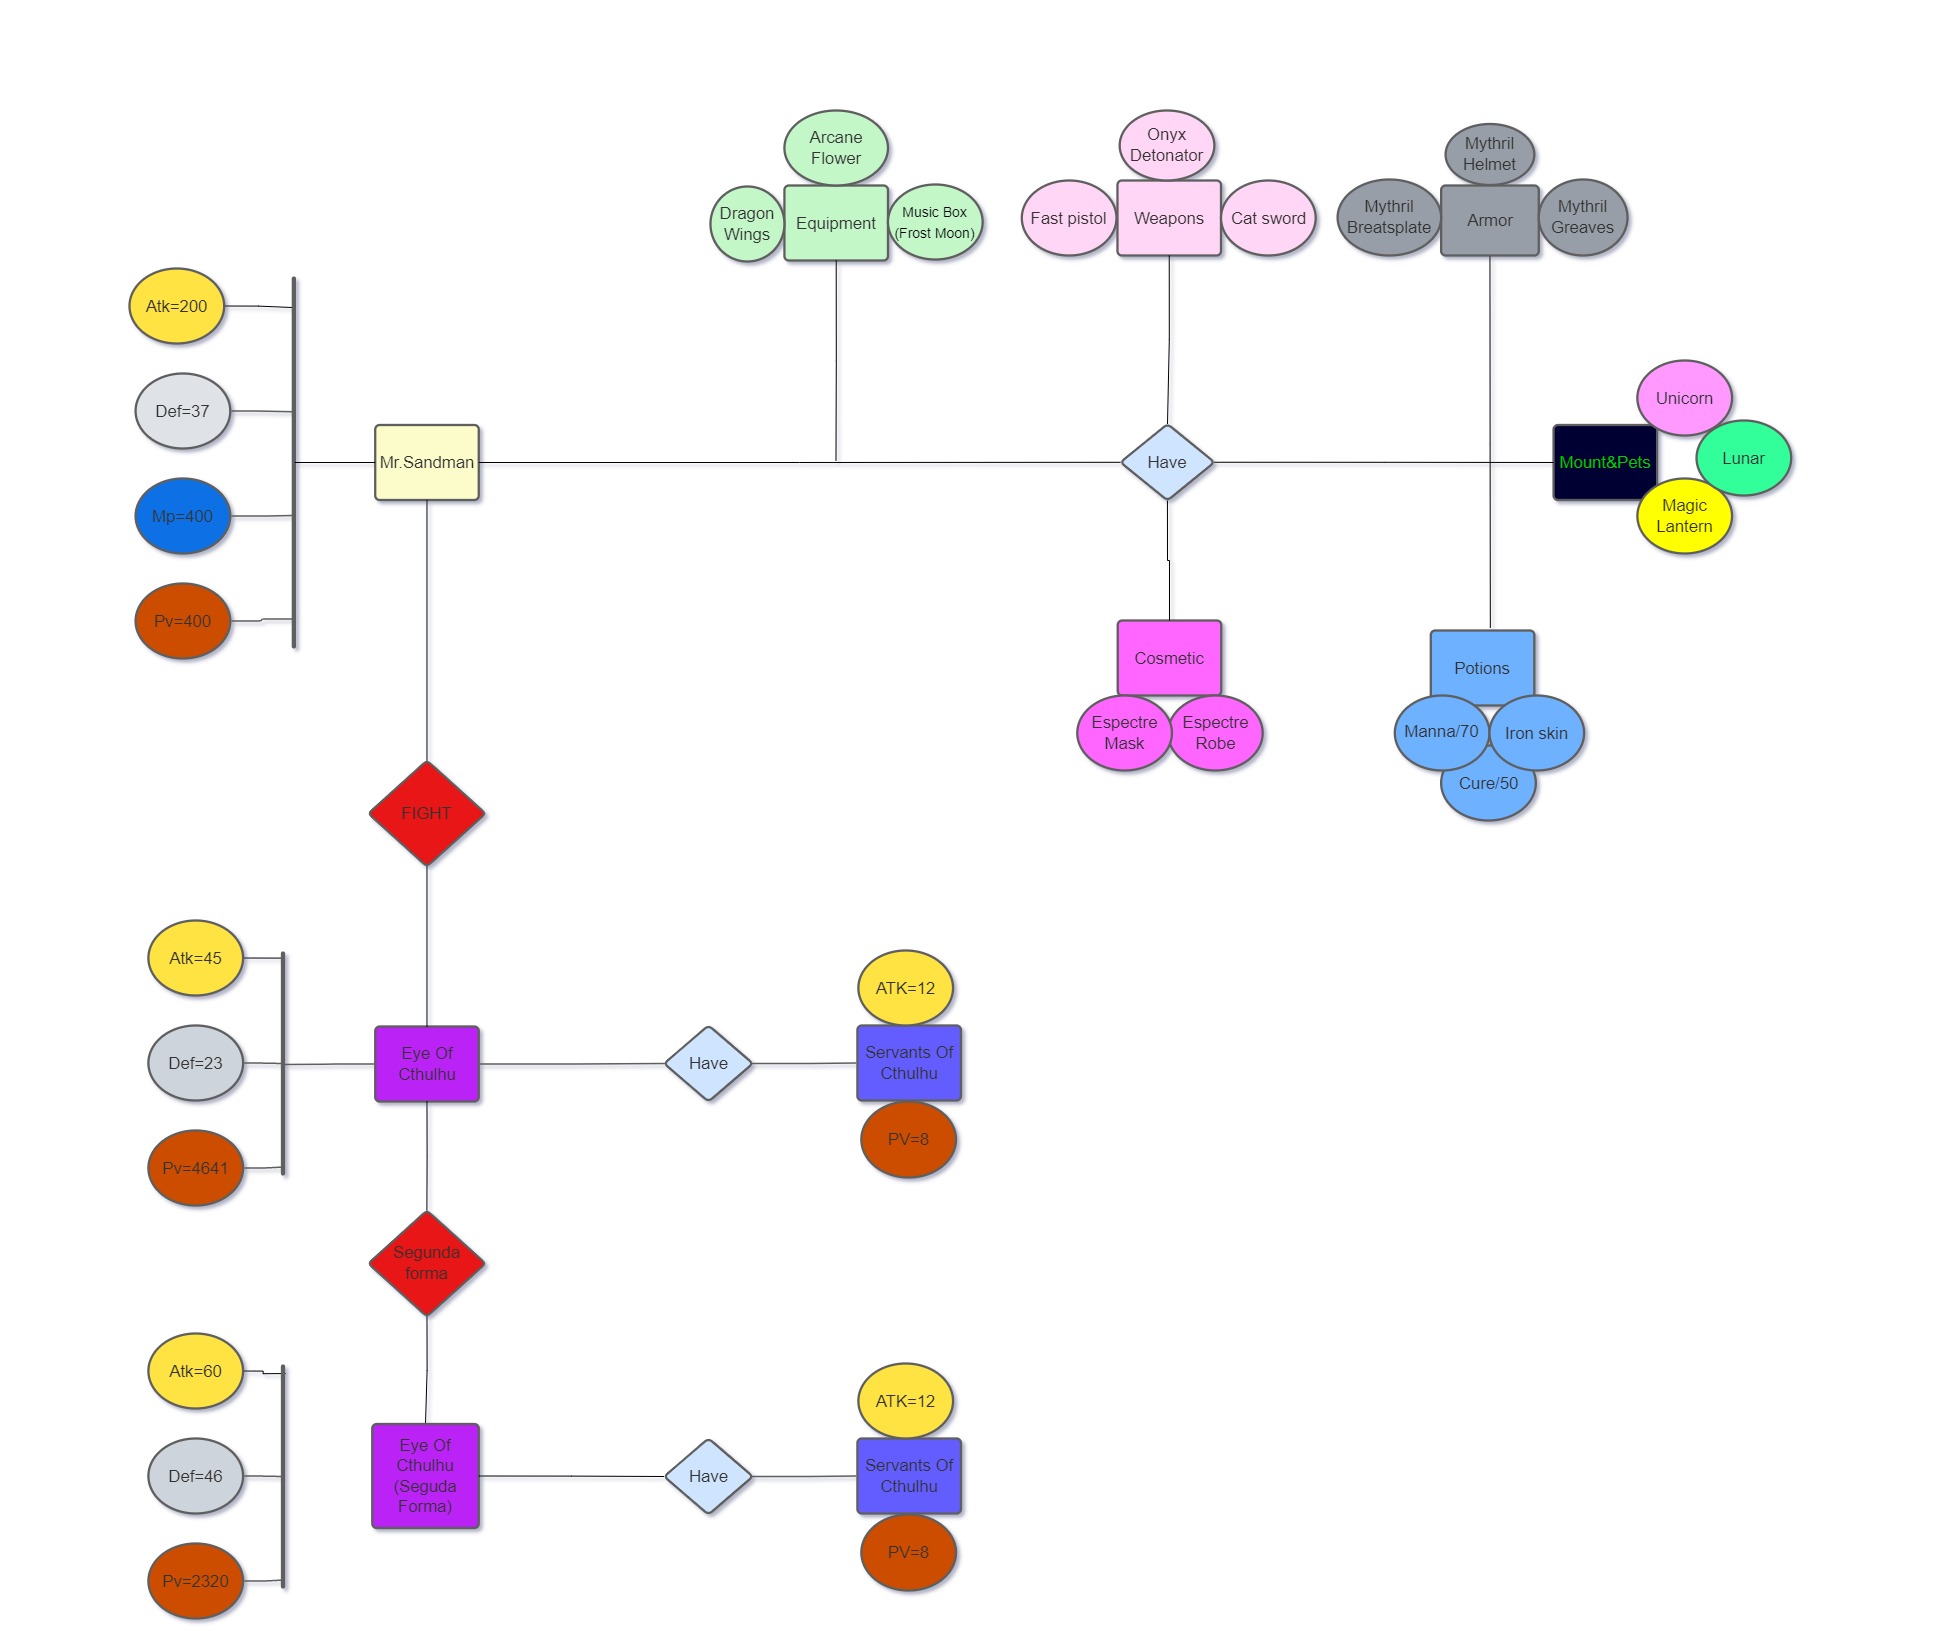 Arcane
Flower
Dragon
Wings
Equipment
Music Box
(Frost Moon)
Onyx
Detonator
Fast pistol
Weapons
Cat sword
Mythril
Helmet
Mythril
Breatsplate
Armor
Mythril
Greaves
Atk=200
Def=37
Mp=400
Pv=400
Mr.Sandman
Have
Mount&Pets
Unicorn
Lunar
Magic
Lantern
Cosmetic
Espectre
Mask
Espectre
Robe
Potions
Manna/70
Iron skin
Cure/50
FIGHT
Atk=45
Def=23
Pv=4641
Eye Of
Cthulhu
Have
ATK=12
Servants Of
Cthulhu
PV=8
Segunda
forma
Atk=60
Def=46
Pv=2320
Eye Of
Cthulhu
(Seguda
Forma)
Have
ATK=12
Servants Of
Cthulhu
PV=8